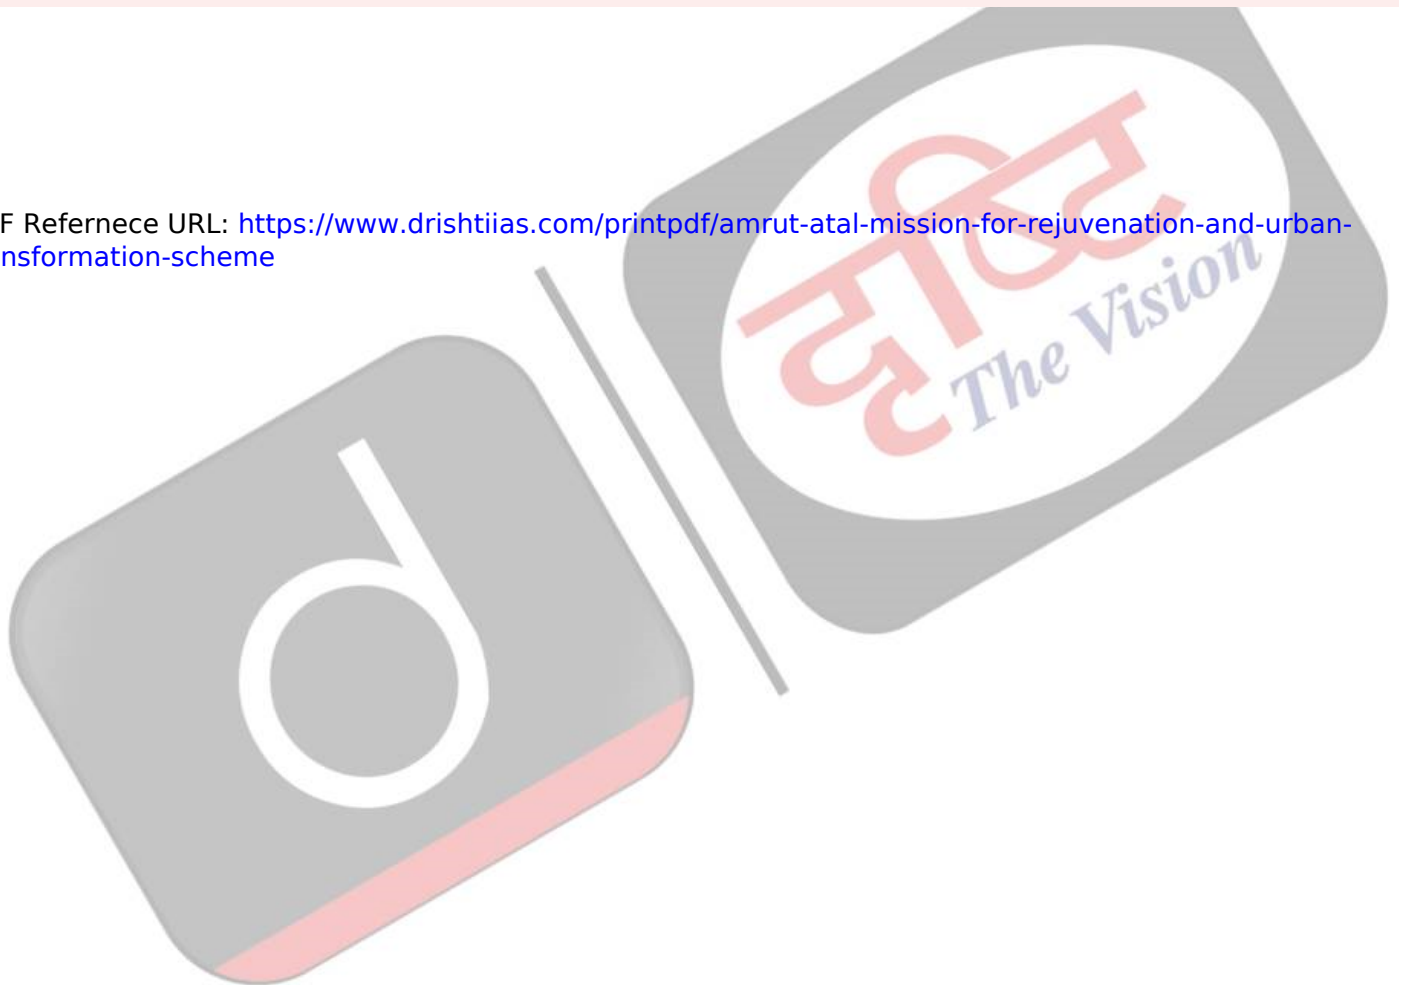 F Refernece URL: https://www.drishtiias.com/printpdf/amrut-atal-mission-for-rejuvenation-and-urban-
nsformation-scheme
दृष्टि
The Vision
d